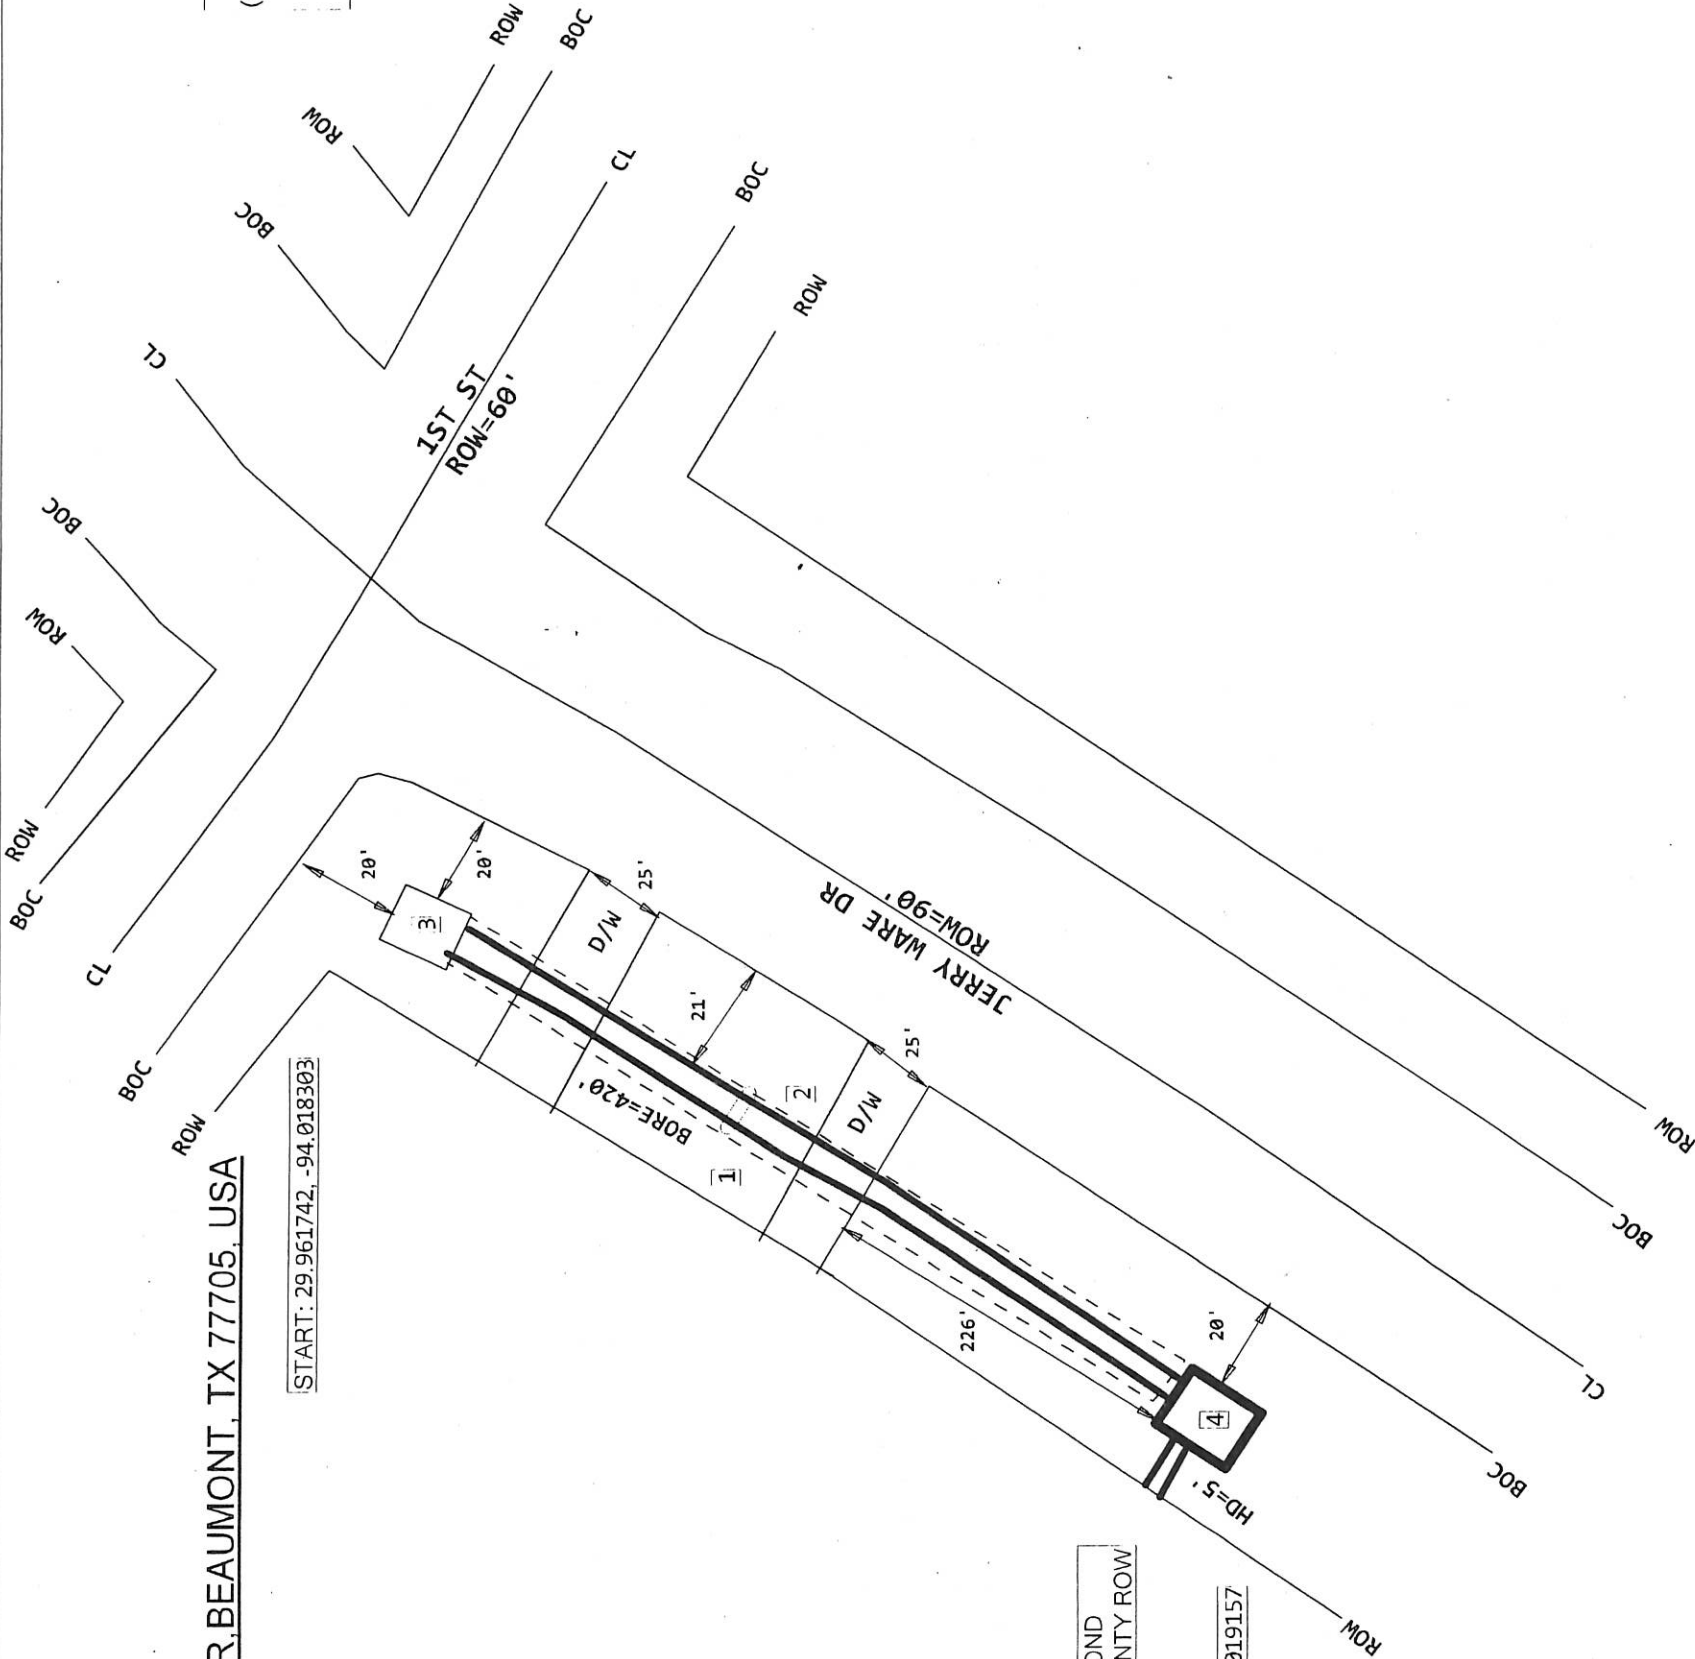 ROW
BOC
ROW
BOC
CL
BOC
ROW
CL
1ST ST
ROW=60'
BOC
ROW
ROW
BOC
CL
BOC
ROW
20'
20'
3
25'
D/W
21'
BORE=420'
1
2
D/W
25'
JERRY WARE DR
ROW=90'
226'
20'
4
HD=5'
ROW
BOC
CL
BOC
ROW
R,BEAUMONT, TX 77705, USA
START: 29.961742, -94.018303
OND
NTY ROW
019157